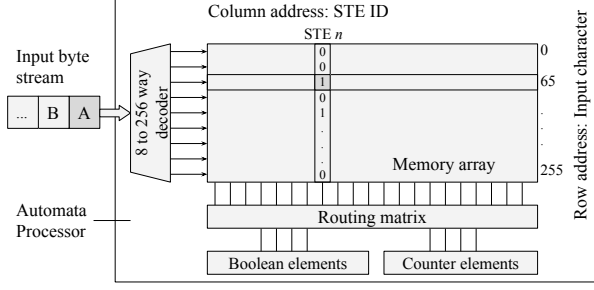 Column address: STE ID
STE n
Input byte
stream
... B A
8 to 256 way
decoder
0
0
1
0
1
.
.
.
0
0
65
.
.
.
255
Memory array
Row address: Input character
Automata
Processor
Routing matrix
Boolean elements
Counter elements